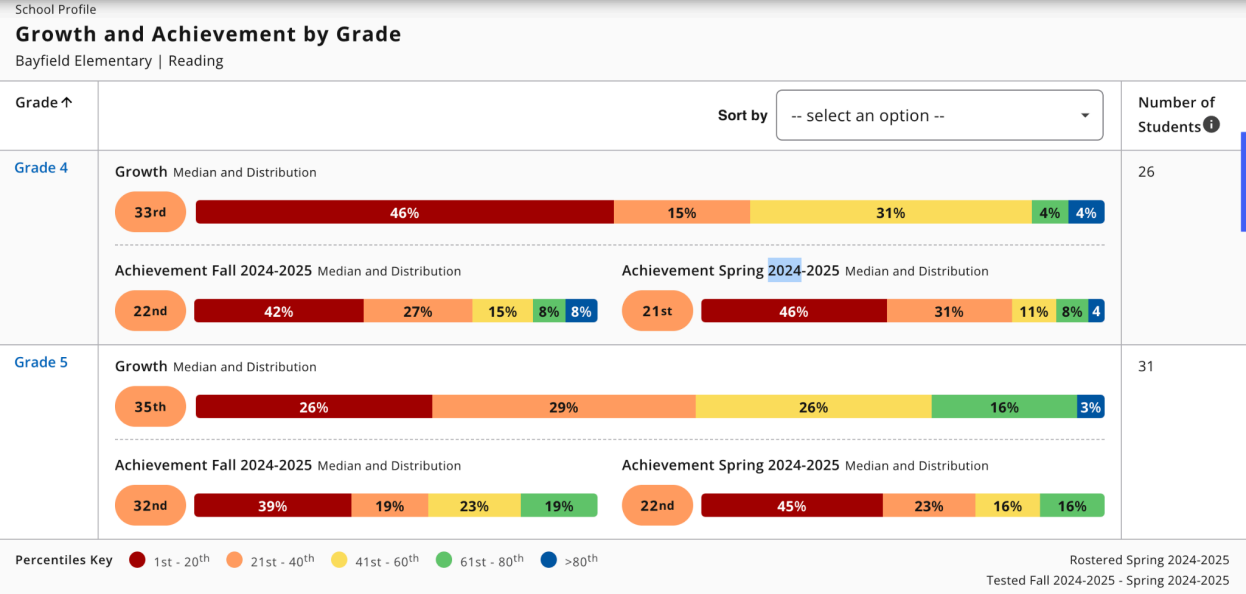 School Profile
Growth and Achievement by Grade
Bayfield Elementary | Reading
Grade↑
Sort by
-- select an option --
Number of
Students
Grade 4
Growth Median and Distribution
26
33rd
46% 15% 31% 4% 4%
Achievement Fall 2024-2025 Median and Distribution
22nd
42% 27% 15% 8% 8%
Achievement Spring 2024-2025 Median and Distribution
21st
46% 31% 11% 8% 4
Grade 5
Growth Median and Distribution
31
35th
26% 29% 26% 16% 3%
Achievement Fall 2024-2025 Median and Distribution
32nd
39% 19% 23% 19%
Achievement Spring 2024-2025 Median and Distribution
22nd
45% 23% 16% 16%
Percentiles Key 1st - 20th 21st - 40th 41st - 60th 61st - 80th >80th
Rostered Spring 2024-2025
Tested Fall 2024-2025 - Spring 2024-2025